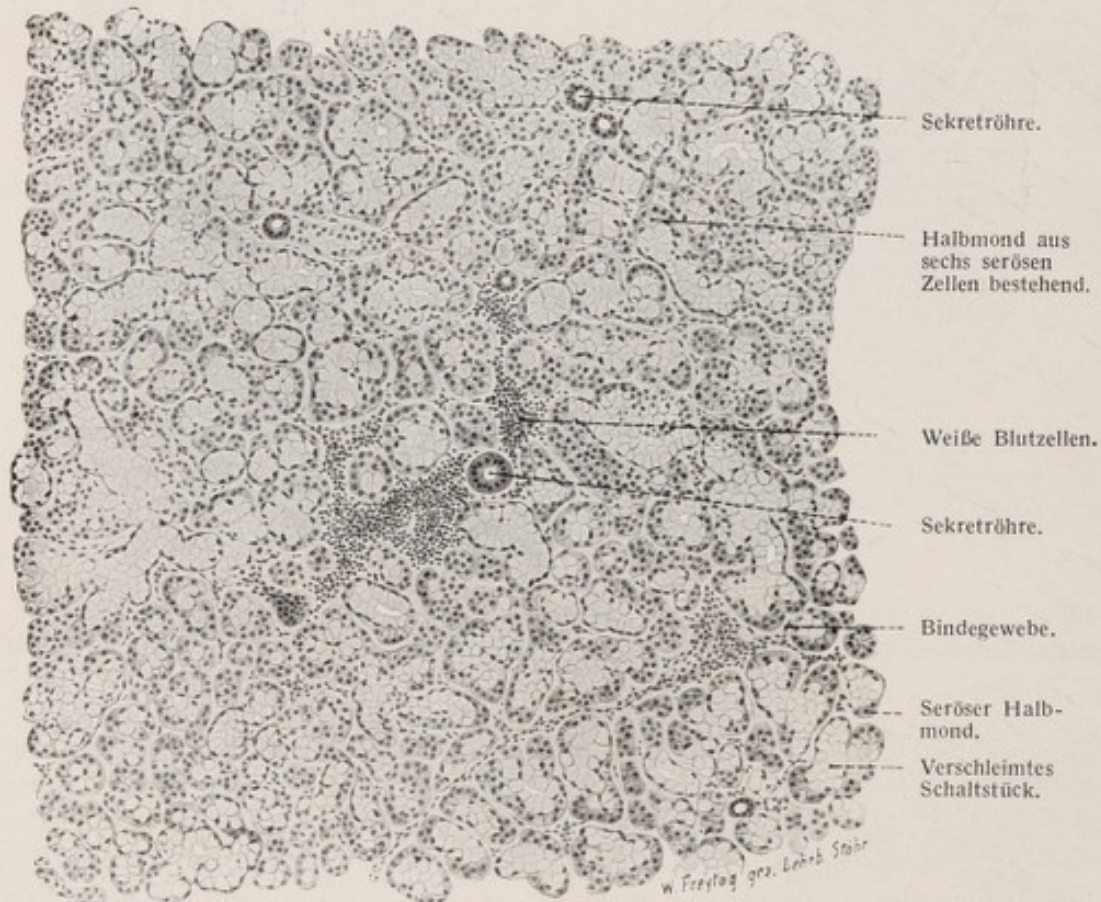 Sekretröhre.
Halbmond aus
sechs serösen
Zellen bestehend.
Weiße Blutzellen.
Sekretröhre.
Bindegewebe.
Seröser Halb-
mond.
Verschleimtes
Schaltstück.
W. Freytag gez. Lehrb. Stöhr